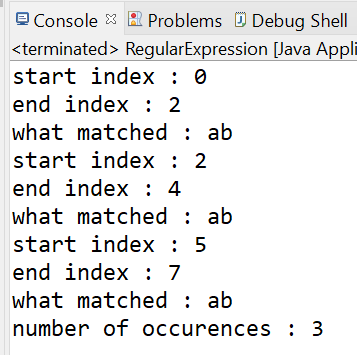 Console Problems Debug Shell
<terminated> RegularExpression [Java Appli
start index : 0
end index : 2
what matched : ab
start index : 2
end index : 4
what matched : ab
start index : 5
end index : 7
what matched : ab
number of occurences : 3